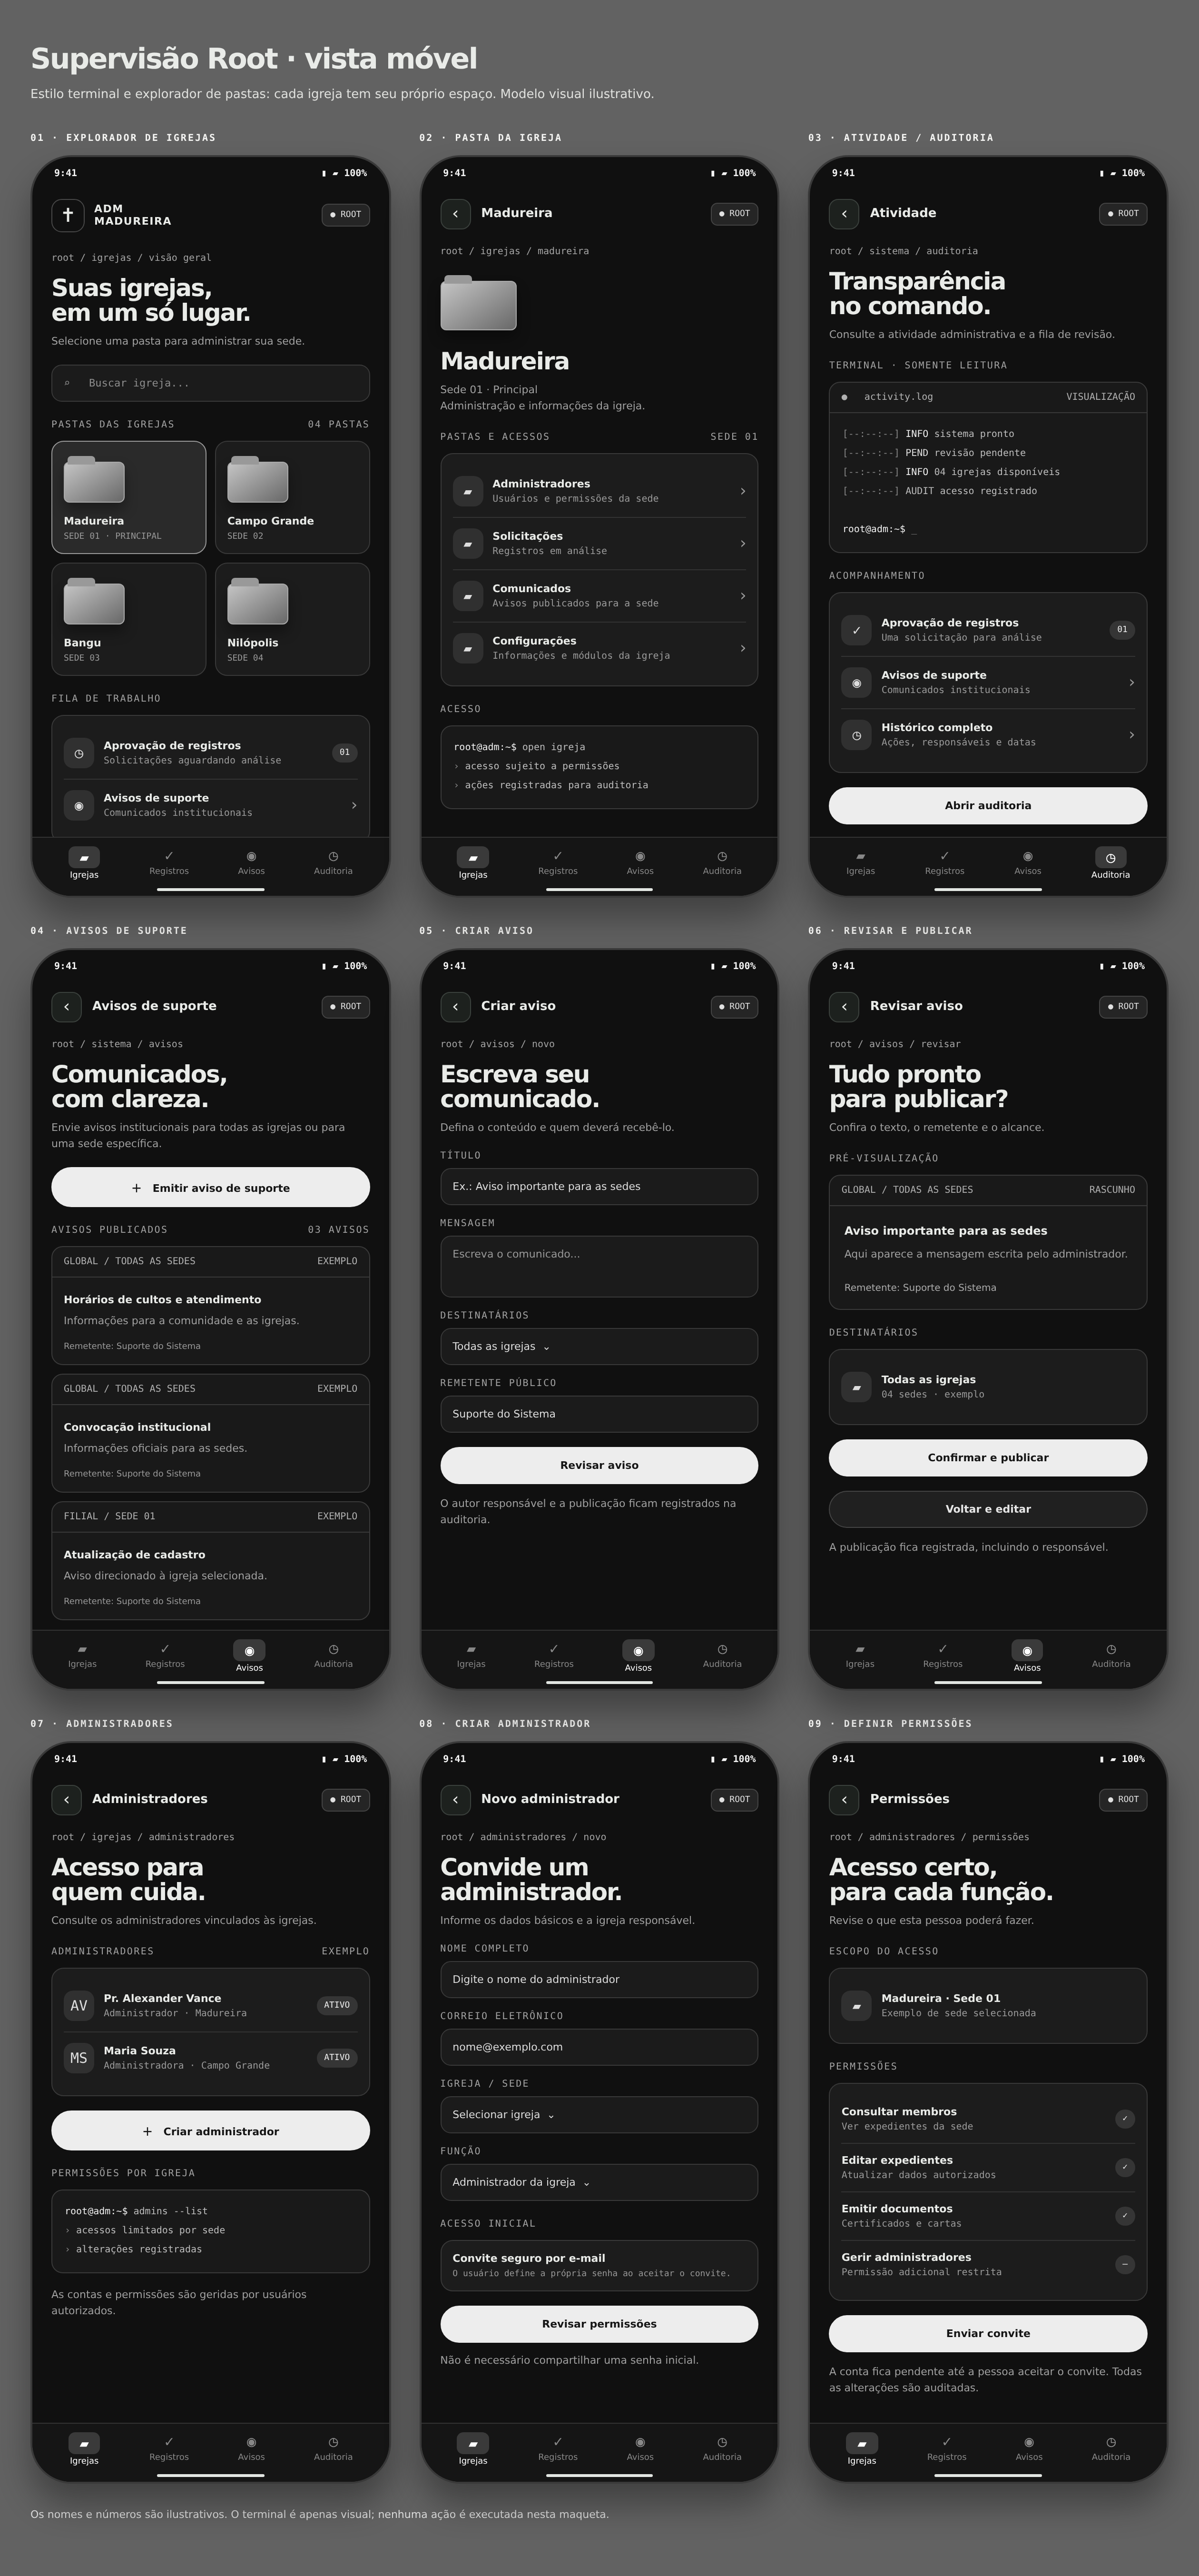 Supervisão Root · vista móvel
Estilo terminal e explorador de pastas: cada igreja tem seu próprio espaço. Modelo visual ilustrativo.
01 · EXPLORADOR DE IGREJAS
9:41
100%
ADM
MADUREIRA
● ROOT
root / igrejas / visão geral
Suas igrejas,
em um só lugar.
Selecione uma pasta para administrar sua sede.
Buscar igreja...
PASTAS DAS IGREJAS
04 PASTAS
Madureira
SEDE 01 · PRINCIPAL
Campo Grande
SEDE 02
Bangu
SEDE 03
Nilópolis
SEDE 04
FILA DE TRABALHO
Aprovação de registros
Solicitações aguardando análise
01
Avisos de suporte
Comunicados institucionais
›
Igrejas
Registros
Avisos
Auditoria
02 · PASTA DA IGREJA
9:41
100%
‹ Madureira
● ROOT
root / igrejas / madureira
Madureira
Sede 01 · Principal
Administração e informações da igreja.
PASTAS E ACESSOS
SEDE 01
Administradores
Usuários e permissões da sede
›
Solicitações
Registros em análise
›
Comunicados
Avisos publicados para a sede
›
Configurações
Informações e módulos da igreja
›
ACESSO
root@adm:~$ open igreja
› acesso sujeito a permissões
› ações registradas para auditoria
Igrejas
Registros
Avisos
Auditoria
03 · ATIVIDADE / AUDITORIA
9:41
100%
‹ Atividade
● ROOT
root / sistema / auditoria
Transparência
no comando.
Consulte a atividade administrativa e a fila de revisão.
TERMINAL · SOMENTE LEITURA
● activity.log
VISUALIZAÇÃO
[--:--:--] INFO sistema pronto
[--:--:--] PEND revisão pendente
[--:--:--] INFO 04 igrejas disponíveis
[--:--:--] AUDIT acesso registrado
root@adm:~$ _
ACOMPANHAMENTO
Aprovação de registros
Uma solicitação para análise
01
Avisos de suporte
Comunicados institucionais
›
Histórico completo
Ações, responsáveis e datas
›
Abrir auditoria
Igrejas
Registros
Avisos
Auditoria
04 · AVISOS DE SUPORTE
9:41
100%
‹ Avisos de suporte
● ROOT
root / sistema / avisos
Comunicados,
com clareza.
Envie avisos institucionais para todas as igrejas ou para
uma sede específica.
+ Emitir aviso de suporte
AVISOS PUBLICADOS
03 AVISOS
GLOBAL / TODAS AS SEDES
EXEMPLO
Horários de cultos e atendimento
Informações para a comunidade e as igrejas.
Remetente: Suporte do Sistema
GLOBAL / TODAS AS SEDES
EXEMPLO
Convocação institucional
Informações oficiais para as sedes.
Remetente: Suporte do Sistema
FILIAL / SEDE 01
EXEMPLO
Atualização de cadastro
Aviso direcionado à igreja selecionada.
Remetente: Suporte do Sistema
Igrejas
Registros
Avisos
Auditoria
05 · CRIAR AVISO
9:41
100%
‹ Criar aviso
● ROOT
root / avisos / novo
Escreva seu
comunicado.
Defina o conteúdo e quem deverá recebê-lo.
TÍTULO
Ex.: Aviso importante para as sedes
MENSAGEM
Escreva o comunicado...
DESTINATÁRIOS
Todas as igrejas ⌄
REMETENTE PÚBLICO
Suporte do Sistema
Revisar aviso
O autor responsável e a publicação ficam registrados na
auditoria.
Igrejas
Registros
Avisos
Auditoria
06 · REVISAR E PUBLICAR
9:41
100%
‹ Revisar aviso
● ROOT
root / avisos / revisar
Tudo pronto
para publicar?
Confira o texto, o remetente e o alcance.
PRÉ-VISUALIZAÇÃO
GLOBAL / TODAS AS SEDES
RASCUNHO
Aviso importante para as sedes
Aqui aparece a mensagem escrita pelo administrador.
Remetente: Suporte do Sistema
DESTINATÁRIOS
Todas as igrejas
04 sedes · exemplo
Confirmar e publicar
Voltar e editar
A publicação fica registrada, incluindo o responsável.
Igrejas
Registros
Avisos
Auditoria
07 · ADMINISTRADORES
9:41
100%
‹ Administradores
● ROOT
root / igrejas / administradores
Acesso para
quem cuida.
Consulte os administradores vinculados às igrejas.
ADMINISTRADORES
EXEMPLO
AV
Pr. Alexander Vance
Administrador · Madureira
ATIVO
MS
Maria Souza
Administradora · Campo Grande
ATIVO
+ Criar administrador
PERMISSÕES POR IGREJA
root@adm:~$ admins --list
› acessos limitados por sede
› alterações registradas
As contas e permissões são geridas por usuários
autorizados.
Igrejas
Registros
Avisos
Auditoria
08 · CRIAR ADMINISTRADOR
9:41
100%
‹ Novo administrador
● ROOT
root / administradores / novo
Convide um
administrador.
Informe os dados básicos e a igreja responsável.
NOME COMPLETO
Digite o nome do administrador
CORREIO ELETRÔNICO
nome@exemplo.com
IGREJA / SEDE
Selecionar igreja ⌄
FUNÇÃO
Administrador da igreja ⌄
ACESSO INICIAL
Convite seguro por e-mail
O usuário define a própria senha ao aceitar o convite.
Revisar permissões
Não é necessário compartilhar uma senha inicial.
Igrejas
Registros
Avisos
Auditoria
09 · DEFINIR PERMISSÕES
9:41
100%
‹ Permissões
● ROOT
root / administradores / permissões
Acesso certo,
para cada função.
Revise o que esta pessoa poderá fazer.
ESCOPO DO ACESSO
Madureira · Sede 01
Exemplo de sede selecionada
PERMISSÕES
Consultar membros
Ver expedientes da sede
✓
Editar expedientes
Atualizar dados autorizados
✓
Emitir documentos
Certificados e cartas
✓
Gerir administradores
Permissão adicional restrita
—
Enviar convite
A conta fica pendente até a pessoa aceitar o convite. Todas
as alterações são auditadas.
Igrejas
Registros
Avisos
Auditoria
Os nomes e números são ilustrativos. O terminal é apenas visual; nenhuma ação é executada nesta maqueta.